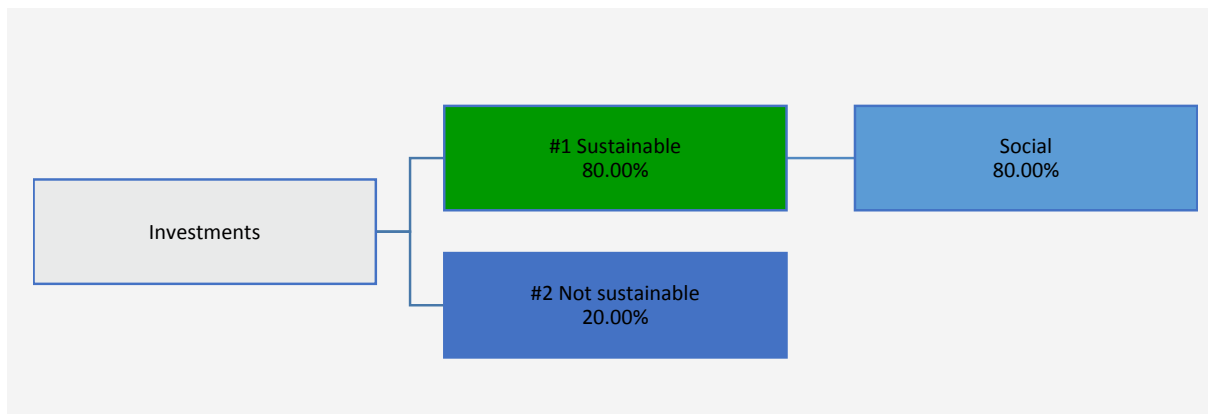 Investments
#1 Sustainable
80.00%
Social
80.00%
#2 Not sustainable
20.00%